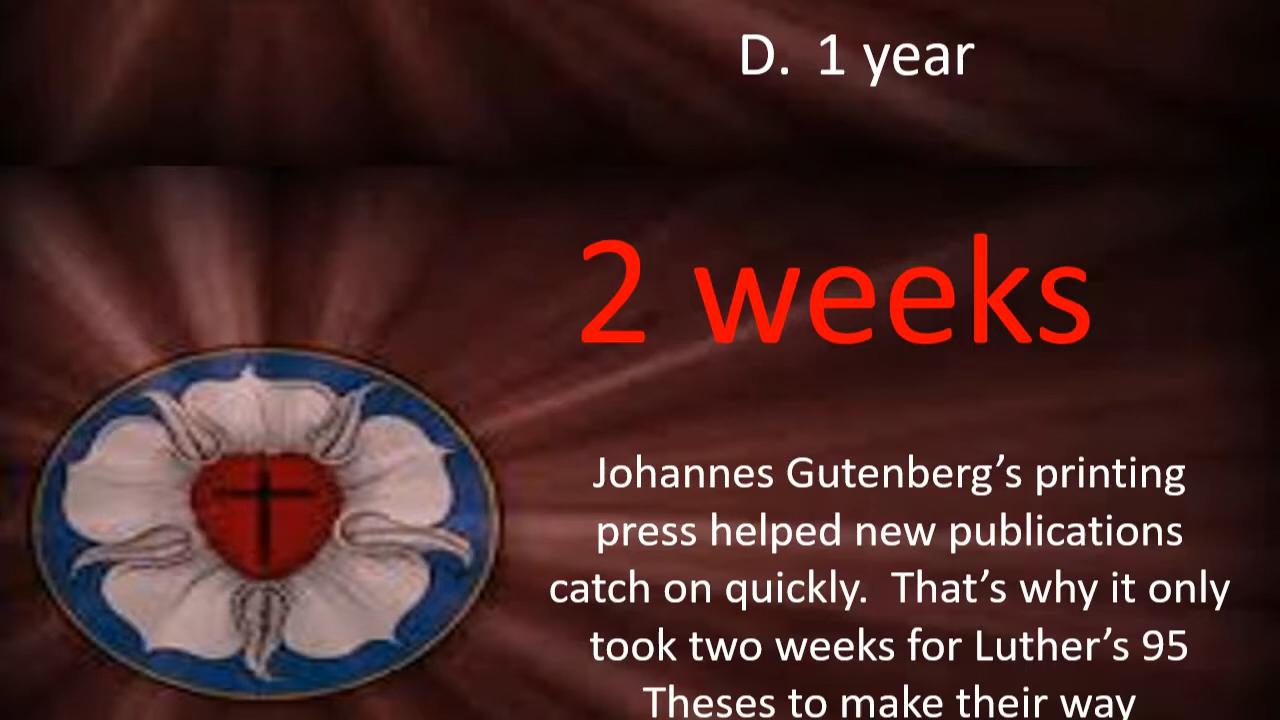 D. 1 year
2 weeks
Johannes Gutenberg’s printing
press helped new publications
catch on quickly. That’s why it only
took two weeks for Luther’s 95
Theses to make their way